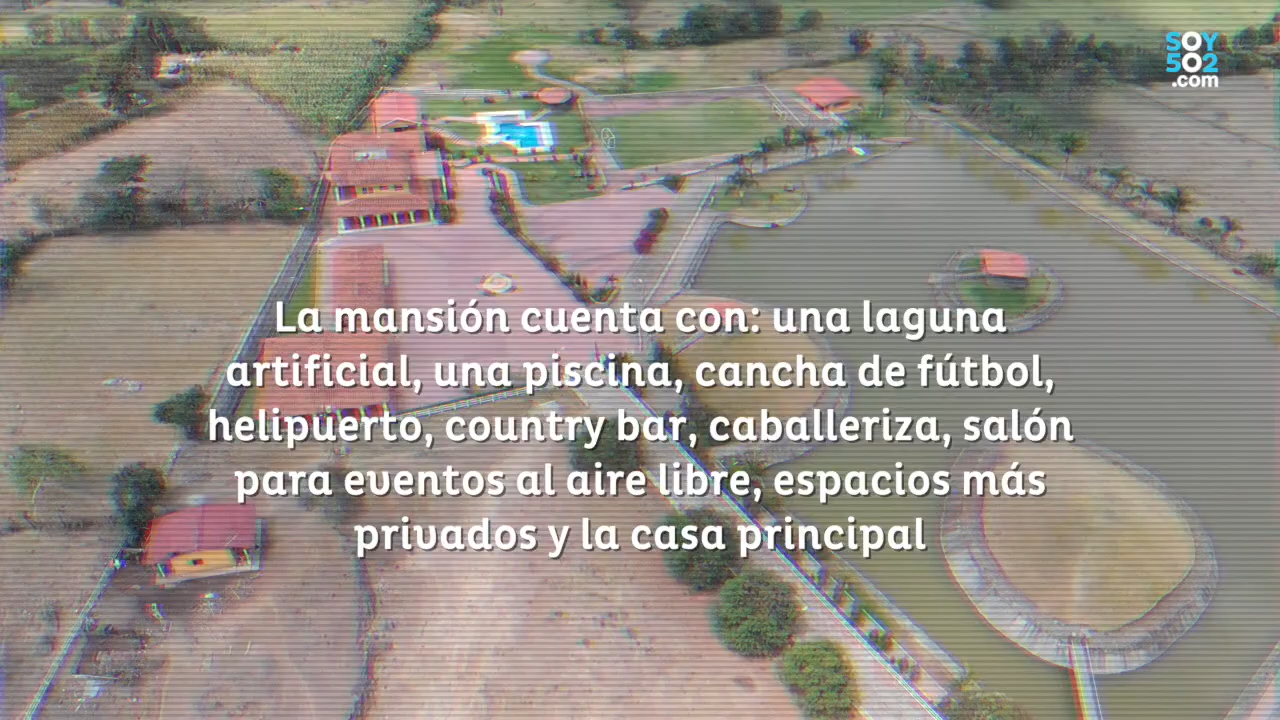 SOY
502
.com
La mansión cuenta con: una laguna
artificial, una piscina, cancha de fútbol,
helipuerto, country bar, caballeriza, salón
para eventos al aire libre, espacios más
privados y la casa principal